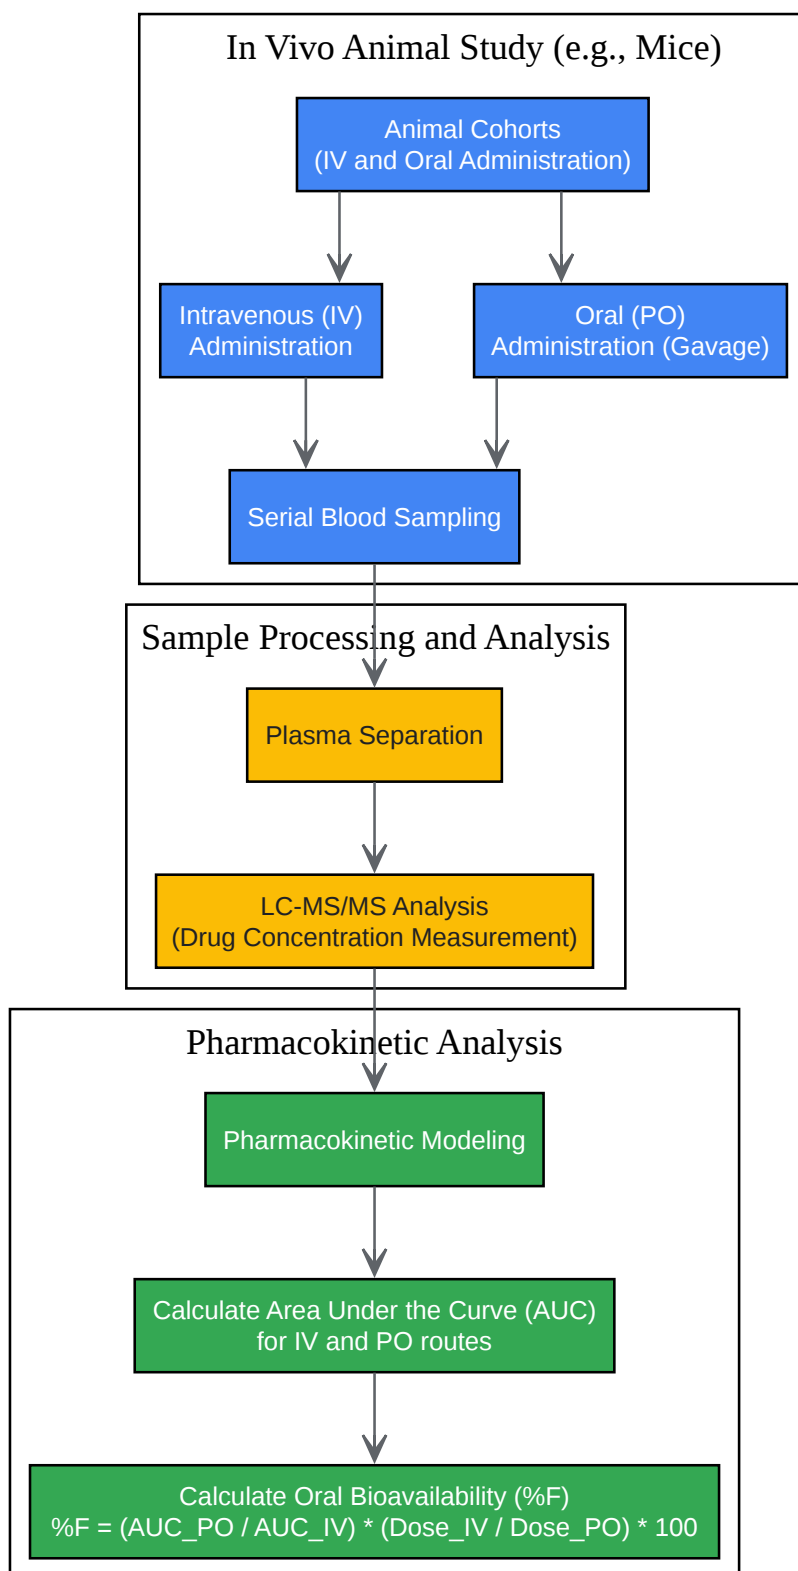 In Vivo Animal Study (e.g., Mice)
Animal Cohorts
(IV and Oral Administration)
Intravenous (IV)
Administration
Oral (PO)
Administration (Gavage)
Serial Blood Sampling
Sample Processing and Analysis
Plasma Separation
LC-MS/MS Analysis
(Drug Concentration Measurement)
Pharmacokinetic Analysis
Pharmacokinetic Modeling
Calculate Area Under the Curve (AUC)
for IV and PO routes
Calculate Oral Bioavailability (%F)
%F = (AUC_PO / AUC_IV) * (Dose_IV / Dose_PO) * 100